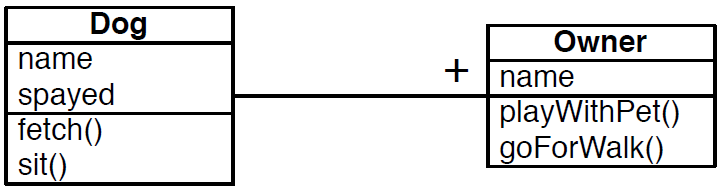 Dog
name
spayed
fetch()
sit()
+
Owner
name
playWithPet()
goForWalk()